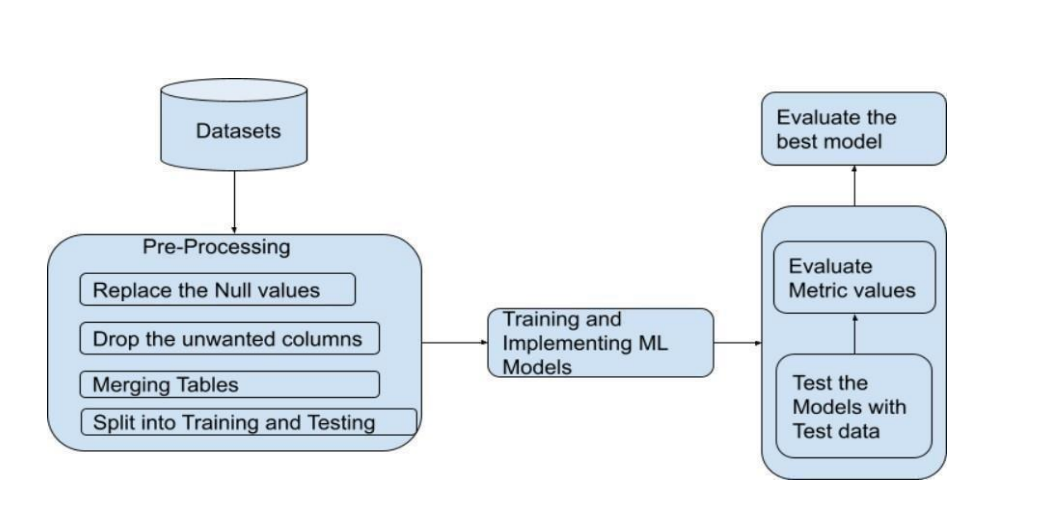 Datasets
Pre-Processing
Replace the Null values
Drop the unwanted columns
Merging Tables
Split into Training and Testing
Training and
Implementing ML
Models
Evaluate the
best model
Evaluate
Metric values
Test the
Models with
Test data